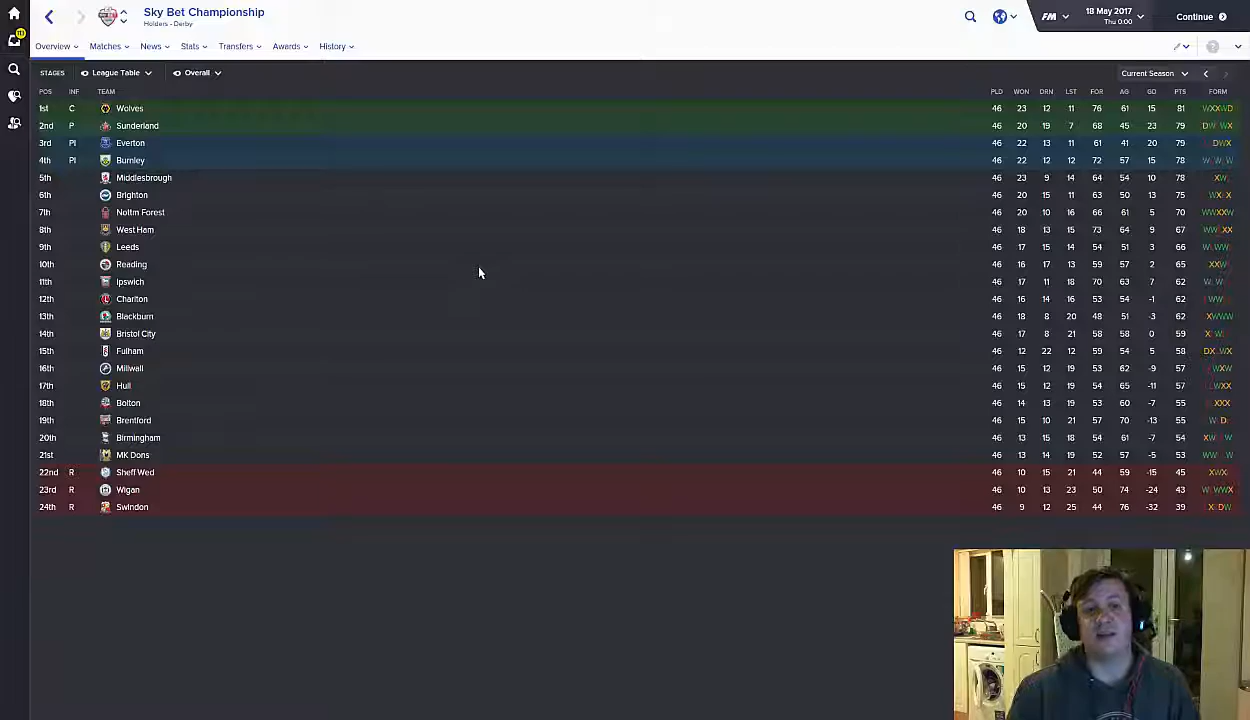 Sky Bet Championship
Holders - Derby
FM
18 May 2017
Thu 0:00
Continue
Overview Matches News Stats Transfers Awards History
STAGES League Table Overall Current Season
POS INF TEAM PLD WON DRN LST FOR AG GD PTS FORM
1st C Wolves 46 23 12 11 76 61 15 81 WXXWD
2nd P Sunderland 46 20 19 7 68 45 23 79
3rd PI Everton 46 22 13 11 61 41 20 79
4th PI Burnley 46 22 12 12 72 57 15 78
5th Middlesbrough 46 23 9 14 64 54 10 78
6th Brighton 46 20 15 11 63 50 13 75
7th Nottm Forest 46 20 10 16 66 61 5 70 WWXXW
8th West Ham 46 18 13 15 73 64 9 67
9th Leeds 46 17 15 14 54 51 3 66
10th Reading 46 16 17 13 59 57 2 65
11th Ipswich 46 17 11 18 70 63 7 62
12th Charlton 46 16 14 16 53 54 -1 62
13th Blackburn 46 18 8 20 48 51 -3 62
14th Bristol City 46 17 8 21 58 58 0 59
15th Fulham 46 12 22 12 59 54 5 58
16th Millwall 46 15 12 19 53 62 -9 57
17th Hull 46 15 12 19 54 65 -11 57
18th Bolton 46 14 13 19 53 60 -7 55
19th Brentford 46 15 10 21 57 70 -13 55
20th Birmingham 46 13 15 18 54 61 -7 54
21st MK Dons 46 13 14 19 52 57 -5 53
22nd R Sheff Wed 46 10 15 21 44 59 -15 45
23rd R Wigan 46 10 13 23 50 74 -24 43
24th R Swindon 46 9 12 25 44 76 -32 39